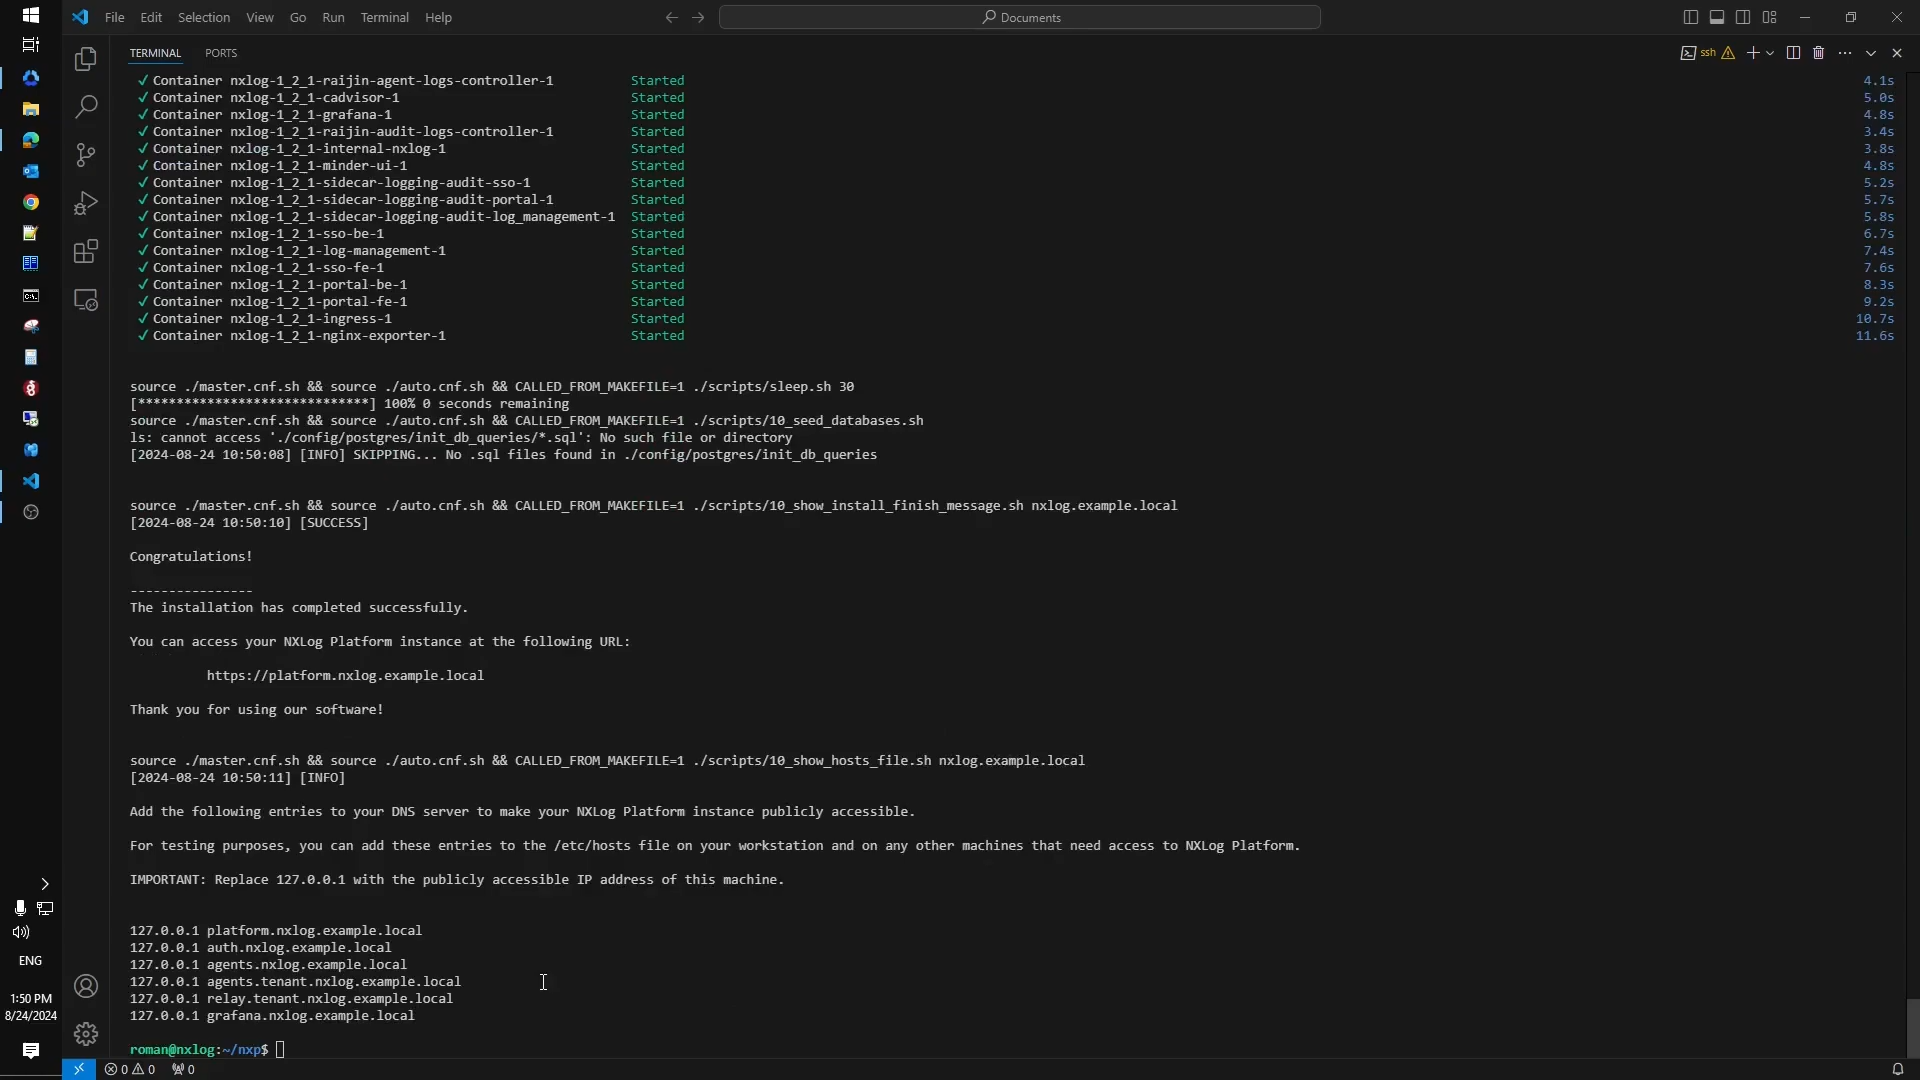 File Edit Selection View Go Run Terminal Help
Documents
TERMINAL PORTS
ssh
✓ Container nxlog-1_2_1-raijin-agent-logs-controller-1 Started 4.1s
✓ Container nxlog-1_2_1-cadvisor-1 Started 5.0s
✓ Container nxlog-1_2_1-grafana-1 Started 4.8s
✓ Container nxlog-1_2_1-raijin-audit-logs-controller-1 Started 3.4s
✓ Container nxlog-1_2_1-internal-nxlog-1 Started 3.8s
✓ Container nxlog-1_2_1-minder-ui-1 Started 4.8s
✓ Container nxlog-1_2_1-sidecar-logging-audit-sso-1 Started 5.2s
✓ Container nxlog-1_2_1-sidecar-logging-audit-portal-1 Started 5.7s
✓ Container nxlog-1_2_1-sidecar-logging-audit-log_management-1 Started 5.8s
✓ Container nxlog-1_2_1-sso-be-1 Started 6.7s
✓ Container nxlog-1_2_1-log-management-1 Started 7.4s
✓ Container nxlog-1_2_1-sso-fe-1 Started 7.6s
✓ Container nxlog-1_2_1-portal-be-1 Started 8.3s
✓ Container nxlog-1_2_1-portal-fe-1 Started 9.2s
✓ Container nxlog-1_2_1-ingress-1 Started 10.7s
✓ Container nxlog-1_2_1-nginx-exporter-1 Started 11.6s
source ./master.cnf.sh && source ./auto.cnf.sh && CALLED_FROM_MAKEFILE=1 ./scripts/sleep.sh 30
[******************************] 100% 0 seconds remaining
source ./master.cnf.sh && source ./auto.cnf.sh && CALLED_FROM_MAKEFILE=1 ./scripts/10_seed_databases.sh
ls: cannot access './config/postgres/init_db_queries/*.sql': No such file or directory
[2024-08-24 10:50:08] [INFO] SKIPPING... No .sql files found in ./config/postgres/init_db_queries
source ./master.cnf.sh && source ./auto.cnf.sh && CALLED_FROM_MAKEFILE=1 ./scripts/10_show_install_finish_message.sh nxlog.example.local
[2024-08-24 10:50:10] [SUCCESS]
Congratulations!
----------------
The installation has completed successfully.
You can access your NXLog Platform instance at the following URL:
https://platform.nxlog.example.local
Thank you for using our software!
source ./master.cnf.sh && source ./auto.cnf.sh && CALLED_FROM_MAKEFILE=1 ./scripts/10_show_hosts_file.sh nxlog.example.local
[2024-08-24 10:50:11] [INFO]
Add the following entries to your DNS server to make your NXLog Platform instance publicly accessible.
For testing purposes, you can add these entries to the /etc/hosts file on your workstation and on any other machines that need access to NXLog Platform.
IMPORTANT: Replace 127.0.0.1 with the publicly accessible IP address of this machine.
127.0.0.1 platform.nxlog.example.local
127.0.0.1 auth.nxlog.example.local
127.0.0.1 agents.nxlog.example.local
127.0.0.1 agents.tenant.nxlog.example.local
127.0.0.1 relay.tenant.nxlog.example.local
127.0.0.1 grafana.nxlog.example.local
roman@nxlog:~/nxp$
0 0 0
ENG
1:50 PM
8/24/2024